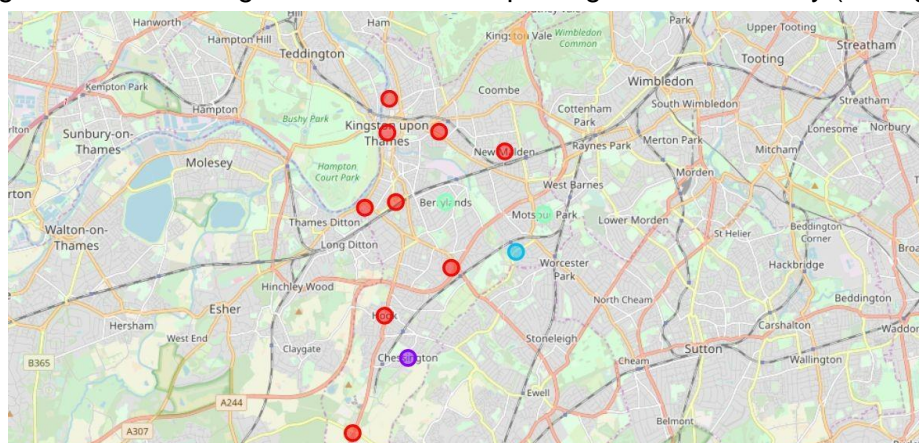 Hanworth
Ham
Hampton Hill
Teddington
Kingston Vale
Wimbledon
Common
Park
Upper Tooting
Streatham
Tooting
Kempton Park
Hampton
Bushy Park
Coombe
Wimbledon
Cottenham
Park
South Wimbledon
Streatham
Sunbury-on-
Thames
Kingston upon
Thames
Lonesome
Norbury
Molesey
Hampton
Court Park
New Malden
Raynes Park
Merton Park
Mitcham
Morden
West Barnes
erton
Berrylands
Motspur Park
Lower Morden
Walton-on-
Thames
Thames Ditton
Long Ditton
St Helier
Beddington
Corner
Worcester
Park
Hackbridge
Hinchley Wood
Esher
North Cheam
Beddington
Hersham
Hook
West End
Claygate
Stoneleigh
Carshalton
Waddon
Sutton
B365
Chessington
Cheam
Wallington
Ewell
A244
Belmont
A307